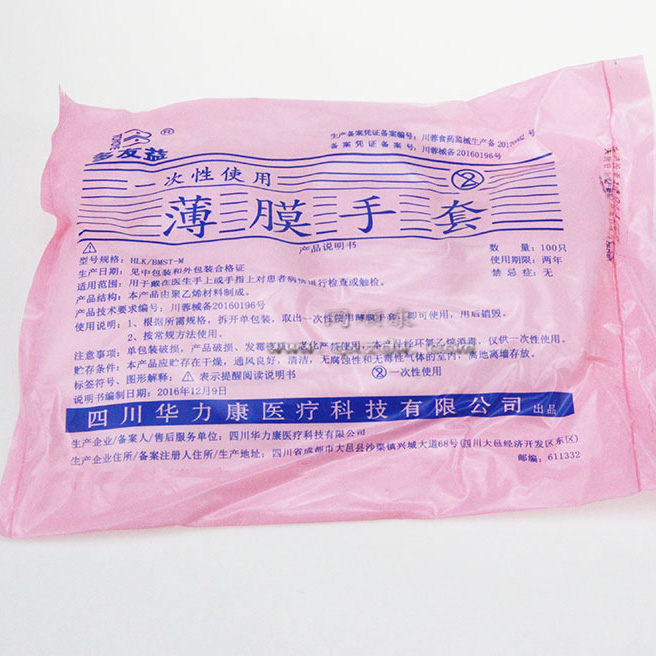 多友益 ®
生产备案凭证备案编号：川蓉食药监械生产备 号
备案凭证备案号：川蓉械备20160196号
一次性使用
薄膜手套
产品说明书
型号规格：HLK/BMST-M
数 量：100只
生产日期：见中包装和外包装合格证
使用期限：两年
适用范围：用于戴在医生手上或手指上对患者病 进行检查或触检。
禁忌症：无
产品结构：本产品由聚乙烯材料制成。
产品技术要求编号：川蓉械备20160196号
使用说明：1、根据所需规格，拆开单包装，取出一次性使用薄膜手套，即可使用，用后销毁。
2、按常规方法使用。
注意事项：单包装破损，产品破损、发霉 老化严禁使用， 经环氧乙烷消毒，仅供一次性使用。
贮存条件：本产品应贮存在干燥，通风良好，清洁，无腐蚀性和无毒性气体的室内，离地离墙存放。
标签符号、图形解释： 表示提醒阅读说明书 一次性使用
说明书编制日期：2016年12月9日
四川华力康医疗科技有限公司 出品
生产企业/备案人/售后服务单位：四川华力康医疗科技有限公司
生产企业住所/备案注册人住所/生产地址：四川省成都市大邑县沙渠镇兴城大道68号(四川大邑经济开发区东区)
邮编：611332